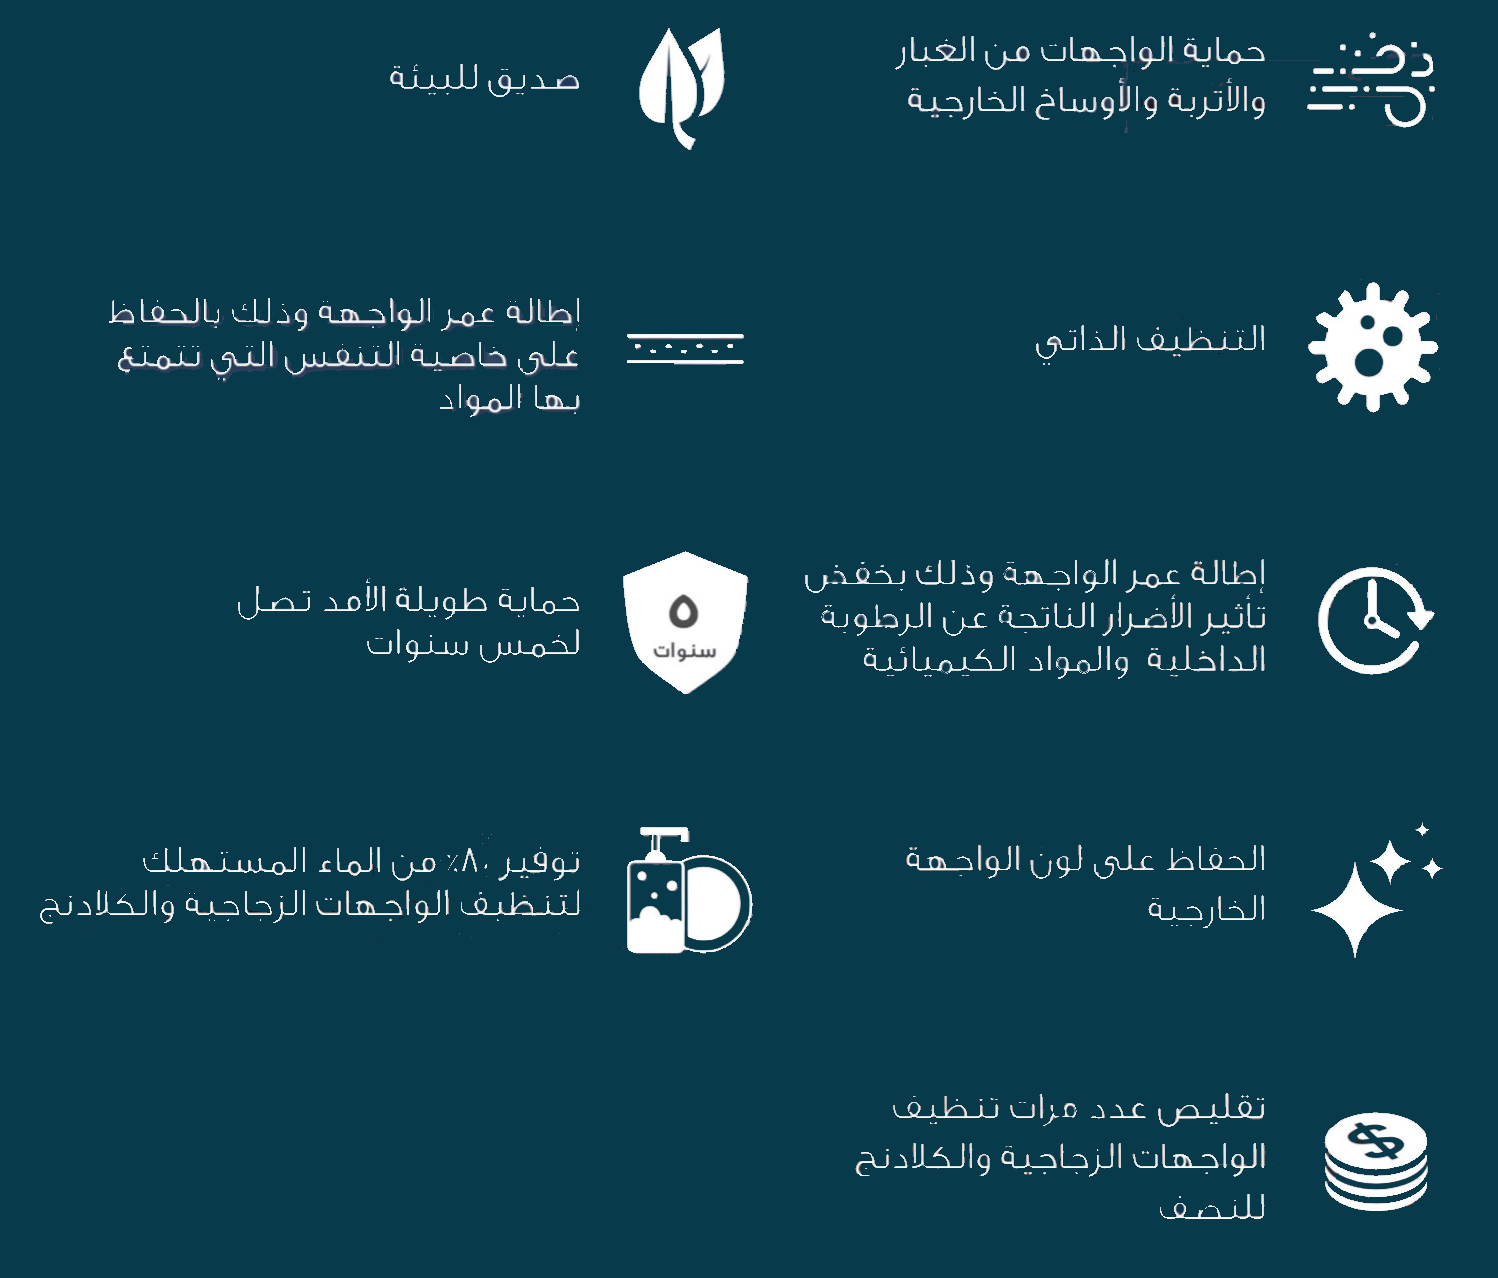 حماية الواجهات من الغبار
والأتربة والأوساخ الخارجية
صديق للبيئة
التنظيف الذاتي
إطالة عمر الواجهة وذلك بالحفاظ
على خاصية التنفس التي تتمتع
بها المواد
إطالة عمر الواجهة وذلك بخفض
تأثير الأضرار الناتجة عن الرطوبة
الداخلية والمواد الكيميائية
٥
سنوات
حماية طويلة الأمد تصل
لخمس سنوات
الحفاظ على لون الواجهة
الخارجية
توفير ٨٠٪ من الماء المستهلك
لتنظيف الواجهات الزجاجية والكلادنج
تقليص عدد مرات تنظيف
الواجهات الزجاجية والكلادنج
للنصف